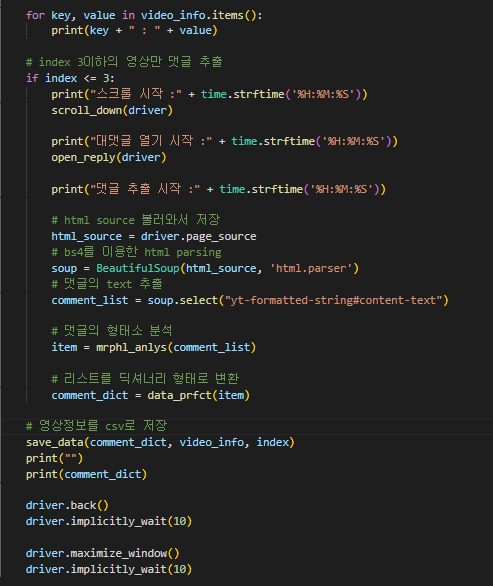 for key, value in video_info.items():
    print(key + " : " + value)

# index 3이하의 영상만 댓글 추출
if index <= 3:
    print("스크롤 시작 :" + time.strftime('%H:%M:%S'))
    scroll_down(driver)

    print("대댓글 열기 시작 :" + time.strftime('%H:%M:%S'))
    open_reply(driver)

    print("댓글 추출 시작 :" + time.strftime('%H:%M:%S'))

    # html source 불러와서 저장
    html_source = driver.page_source
    # bs4를 이용한 html parsing
    soup = BeautifulSoup(html_source, 'html.parser')
    # 댓글의 text 추출
    comment_list = soup.select("yt-formatted-string#content-text")

    # 댓글의 형태소 분석
    item = mrphl_anlys(comment_list)

    # 리스트를 딕셔너리 형태로 변환
    comment_dict = data_prfct(item)

# 영상정보를 csv로 저장
save_data(comment_dict, video_info, index)
print("")
print(comment_dict)

driver.back()
driver.implicitly_wait(10)

driver.maximize_window()
driver.implicitly_wait(10)